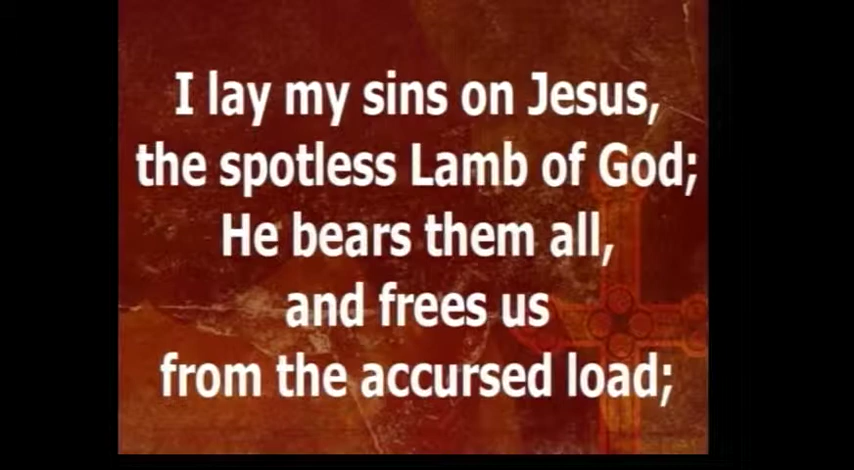 I lay my sins on Jesus,
the spotless Lamb of God;
He bears them all,
and frees us
from the accursed load;